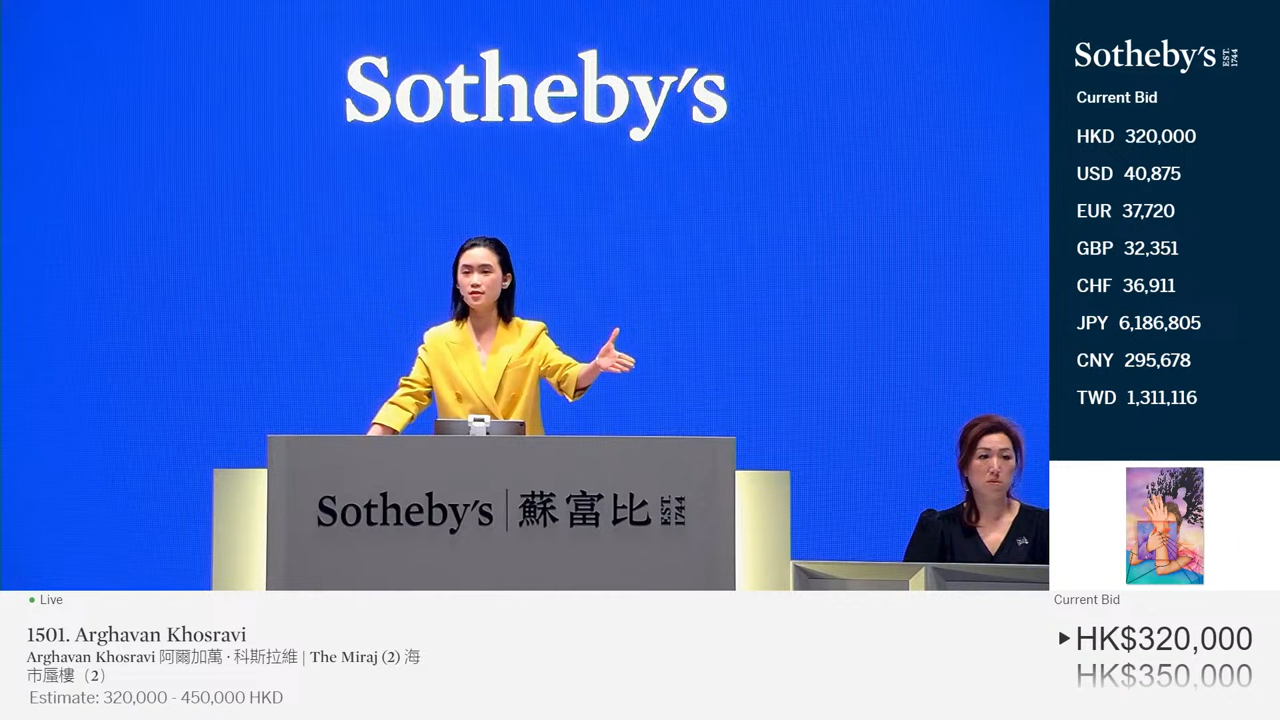 Sotheby's
Sotheby's | 蘇富比 EST. 1744
Sotheby's EST. 1744
Current Bid
HKD 320,000
USD 40,875
EUR 37,720
GBP 32,351
CHF 36,911
JPY 6,186,805
CNY 295,678
TWD 1,311,116
Live
1501. Arghavan Khosravi
Arghavan Khosravi 阿爾加萬·科斯拉維 | The Miraj (2) 海
市蜃樓（2）
Estimate: 320,000 - 450,000 HKD
Current Bid
HK$320,000
HK$350,000